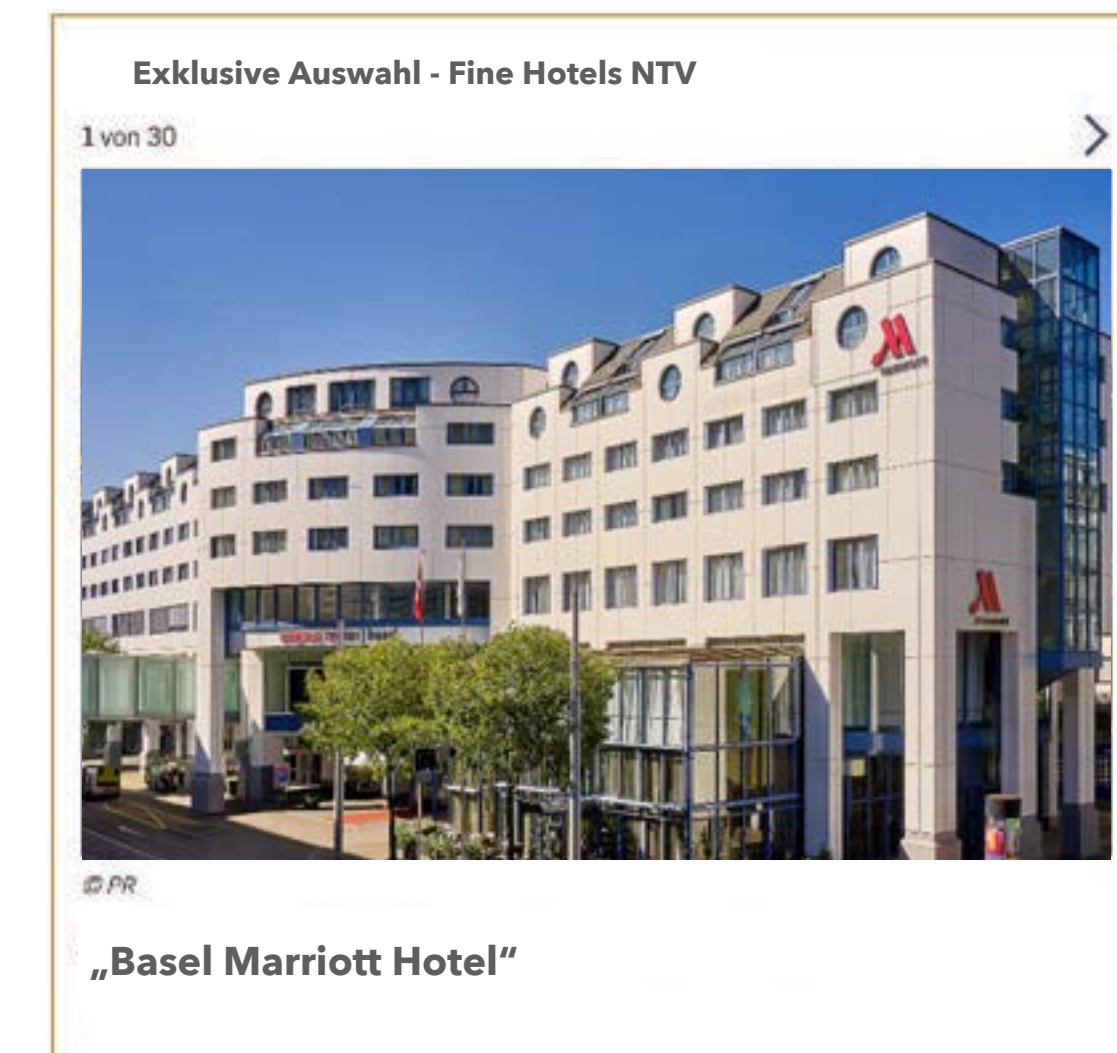 Exklusive Auswahl - Fine Hotels NTV
1 von 30
© PR
„Basel Marriott Hotel“